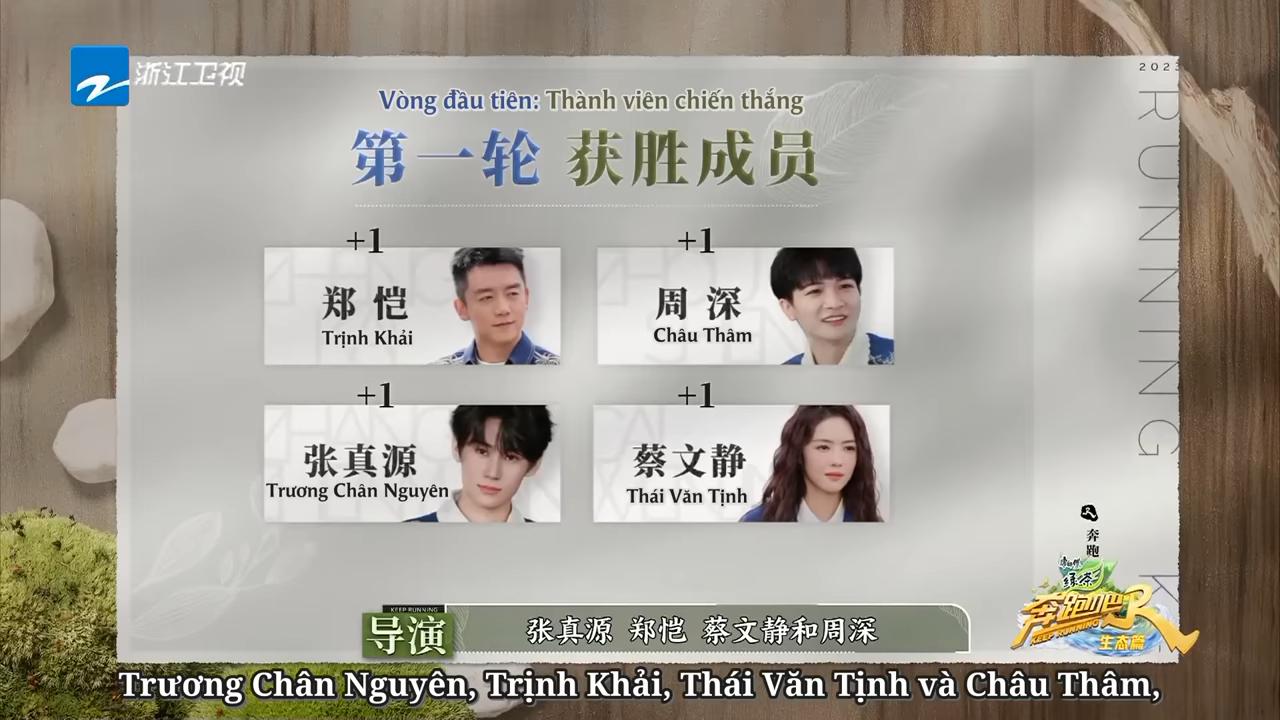 浙江卫视
2023
RUNNING
Vòng đầu tiên: Thành viên chiến thắng
第一轮 获胜成员
+1
郑恺
Trịnh Khải
+1
周深
Châu Thâm
+1
张真源
Trương Chân Nguyên
+1
蔡文静
Thái Văn Tịnh
奔跑
绿茶
奔跑吧
KEEP RUNNING
生态篇
KEEP RUNNING
导演
张真源 郑恺 蔡文静和周深
Trương Chân Nguyên, Trịnh Khải, Thái Văn Tịnh và Châu Thâm,